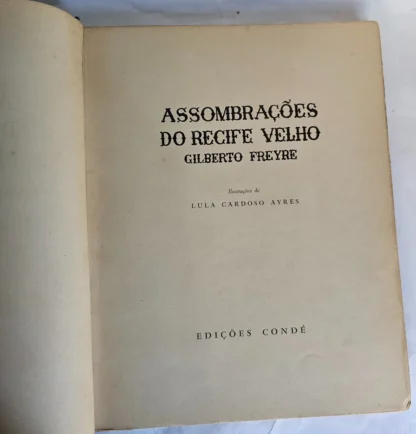 ASSOMBRAÇÕES
DO RECIFE VELHO
GILBERTO FREYRE
Ilustrações de
LULA CARDOSO AYRES
EDIÇÕES CONDÉ